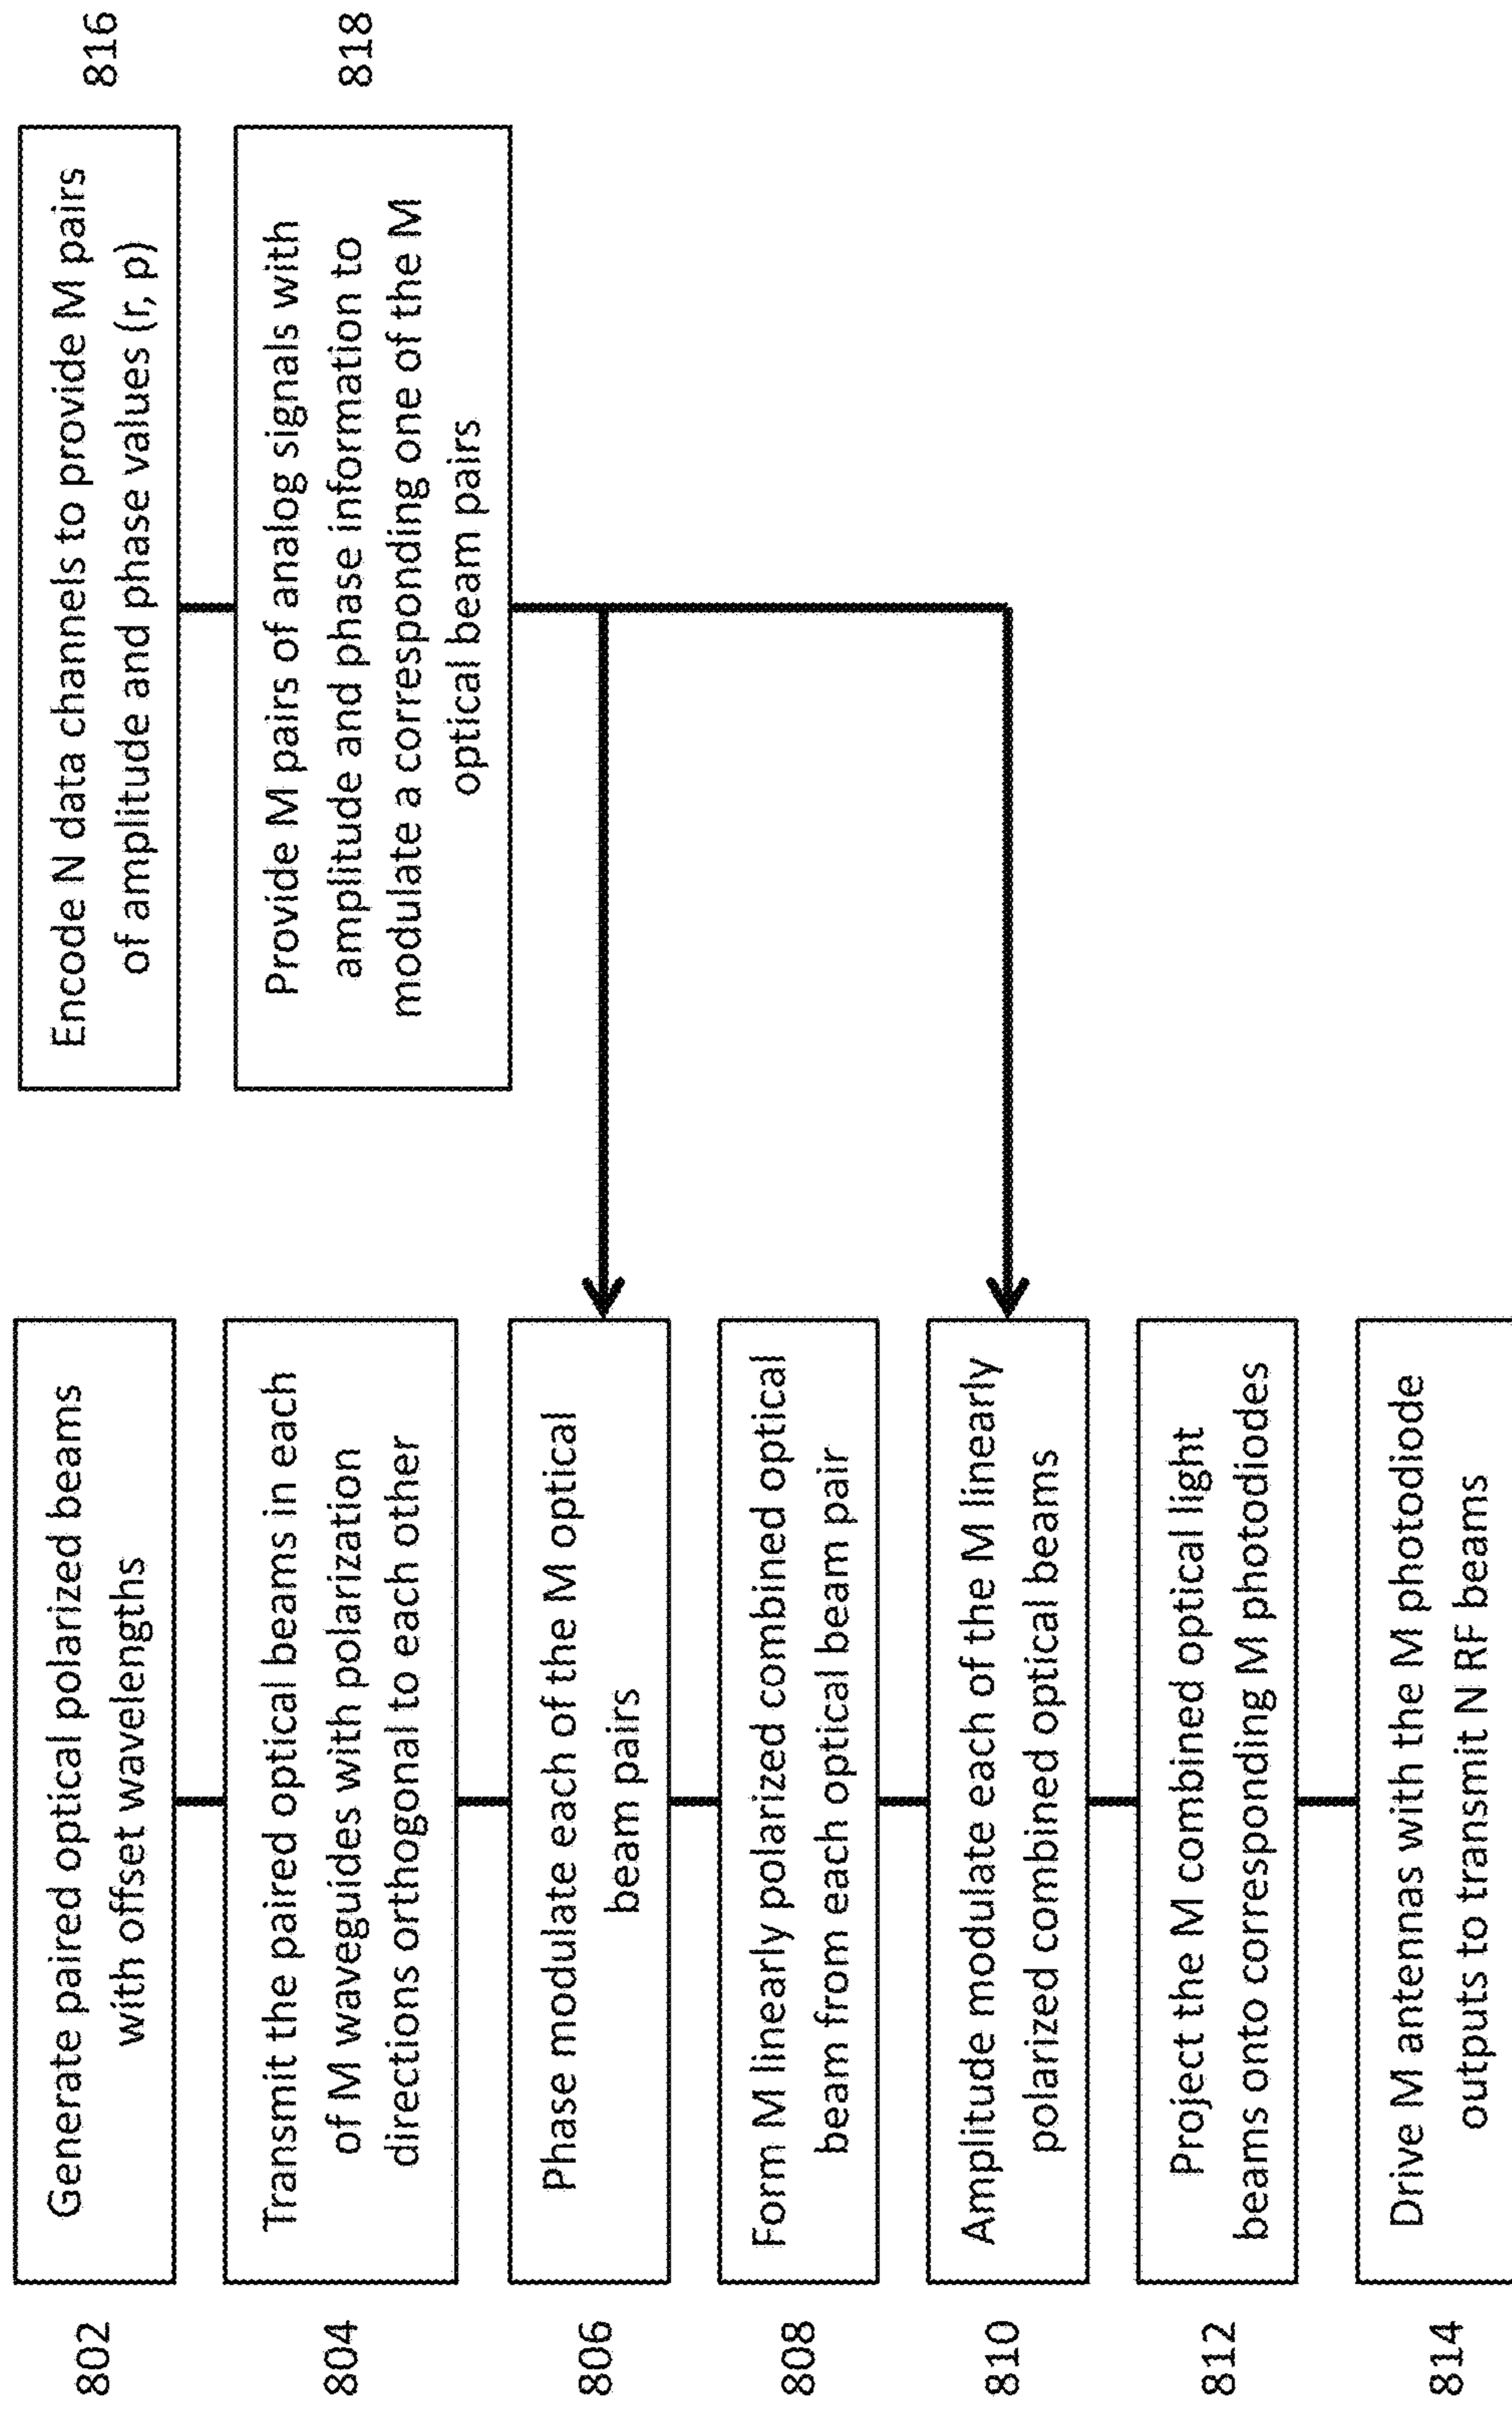 802
Generate paired optical polarized beams
with offset wavelengths
804
Transmit the paired optical beams in each
of M waveguides with polarization
directions orthogonal to each other
806
Phase modulate each of the M optical
beam pairs
808
Form M linearly polarized combined optical
beam from each optical beam pair
810
Amplitude modulate each of the M linearly
polarized combined optical beams
812
Project the M combined optical light
beams onto corresponding M photodiodes
814
Drive M antennas with the M photodiode
outputs to transmit N RF beams
Encode N data channels to provide M pairs
of amplitude and phase values (r, p)
816
Provide M pairs of analog signals with
amplitude and phase information to
modulate a corresponding one of the M
optical beam pairs
818